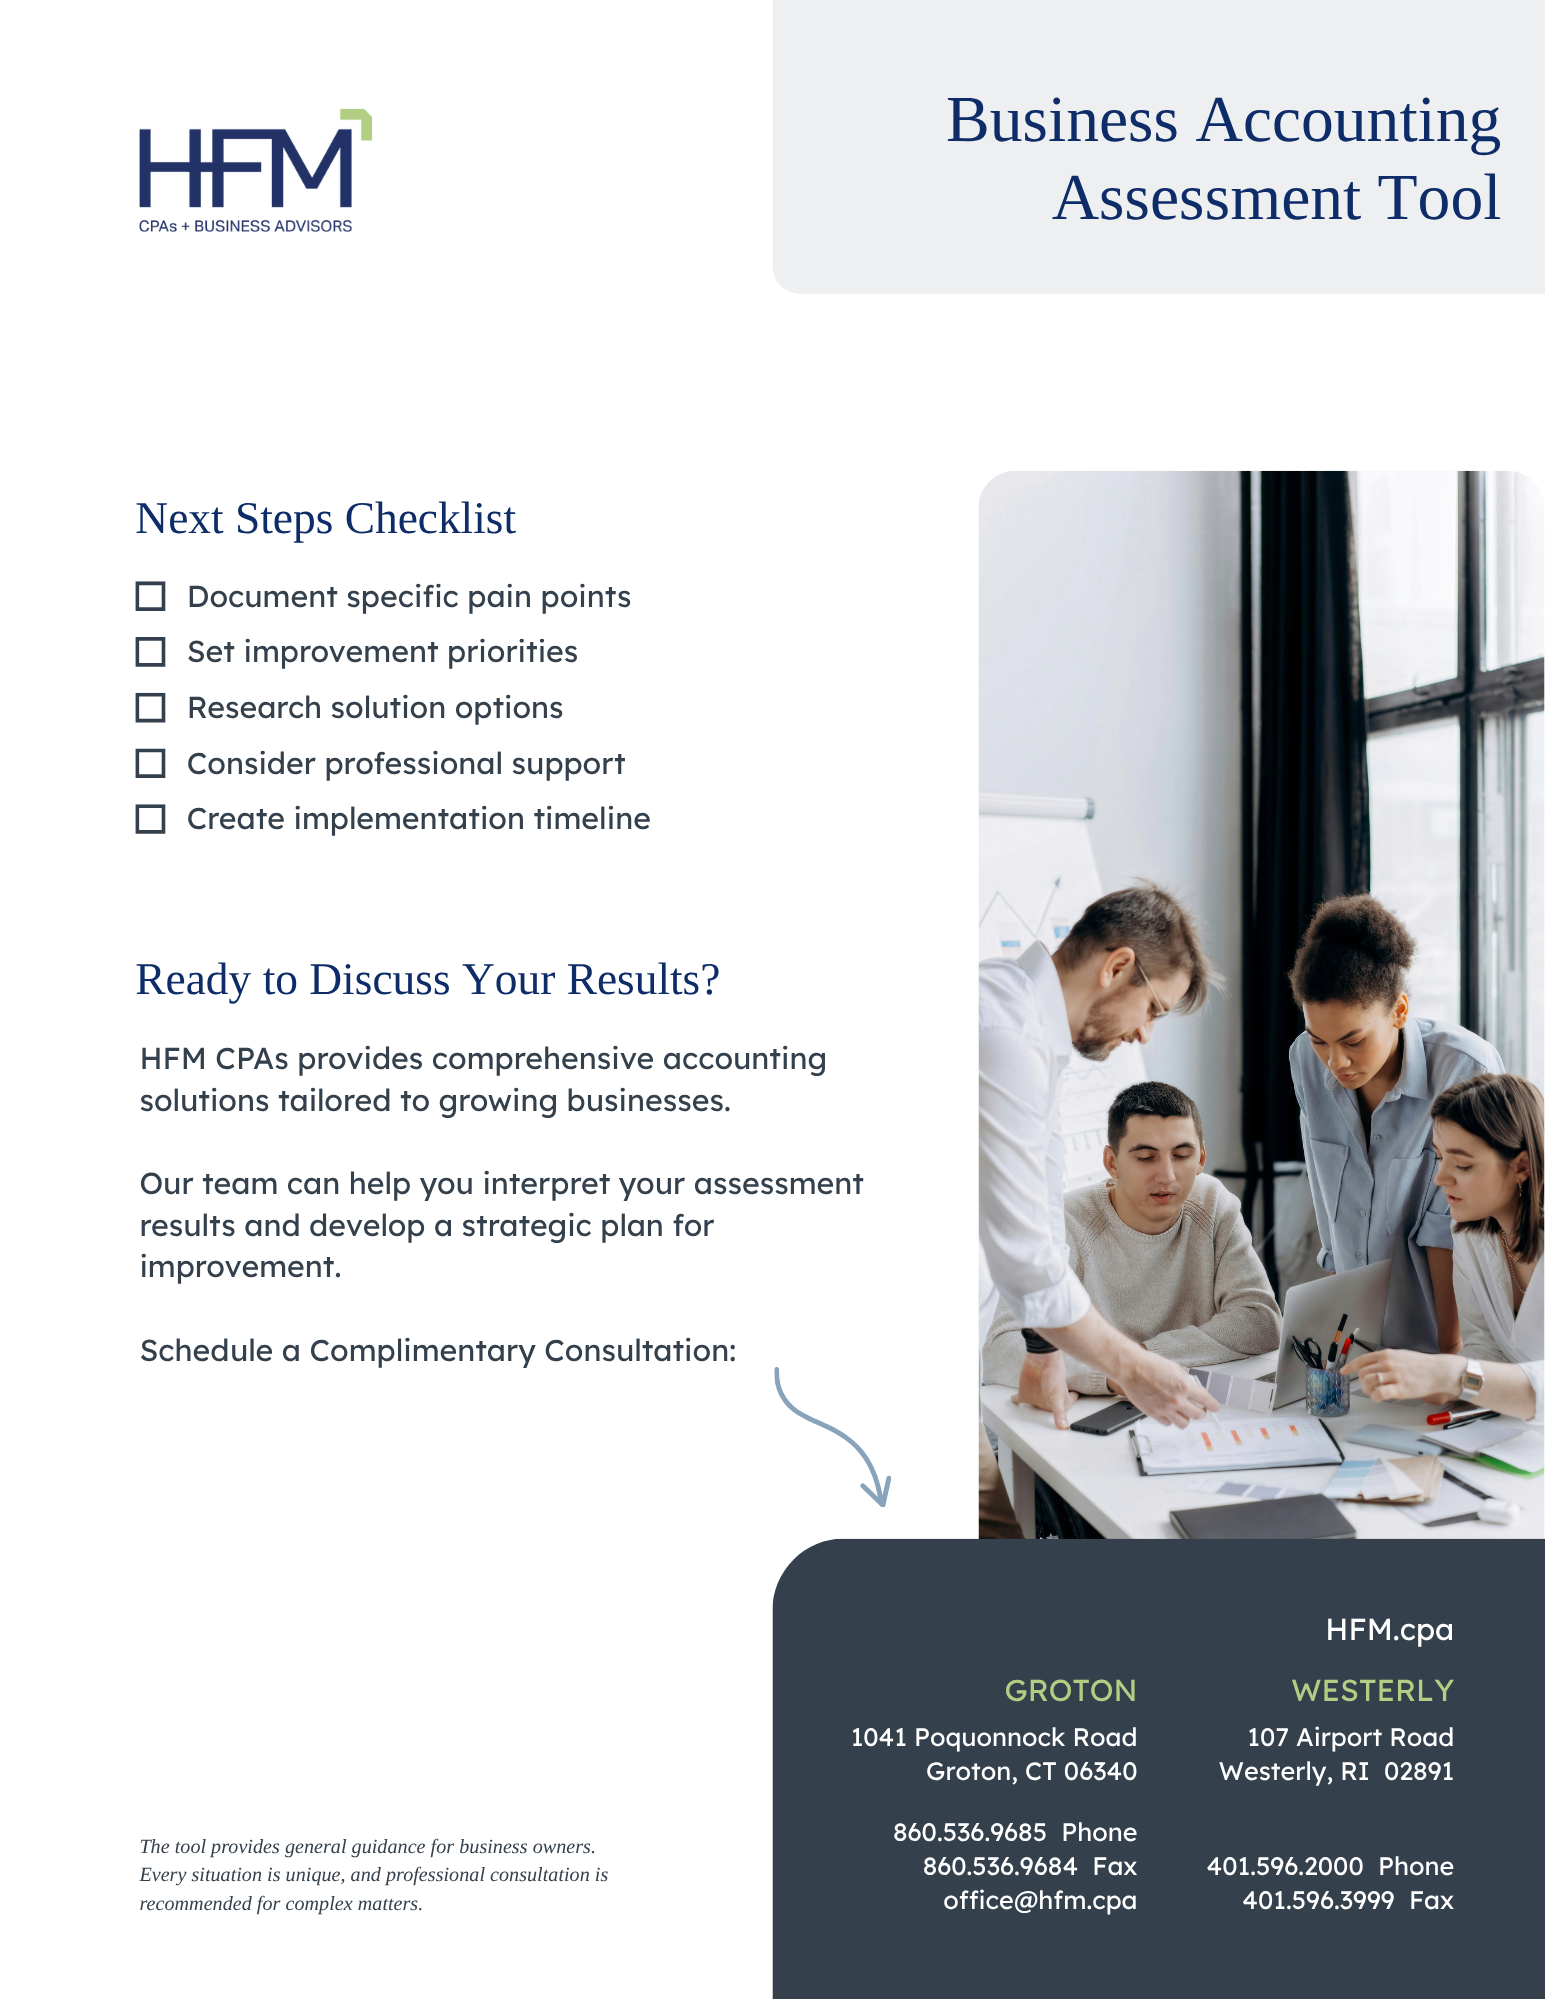 HFM
CPAs + BUSINESS ADVISORS
Business Accounting
Assessment Tool
Next Steps Checklist
Document specific pain points
Set improvement priorities
Research solution options
Consider professional support
Create implementation timeline
Ready to Discuss Your Results?
HFM CPAs provides comprehensive accounting
solutions tailored to growing businesses.
Our team can help you interpret your assessment
results and develop a strategic plan for
improvement.
Schedule a Complimentary Consultation:
HFM.cpa
GROTON
1041 Poquonnock Road
Groton, CT 06340
860.536.9685 Phone
860.536.9684 Fax
office@hfm.cpa
WESTERLY
107 Airport Road
Westerly, RI 02891
401.596.2000 Phone
401.596.3999 Fax
The tool provides general guidance for business owners.
Every situation is unique, and professional consultation is
recommended for complex matters.